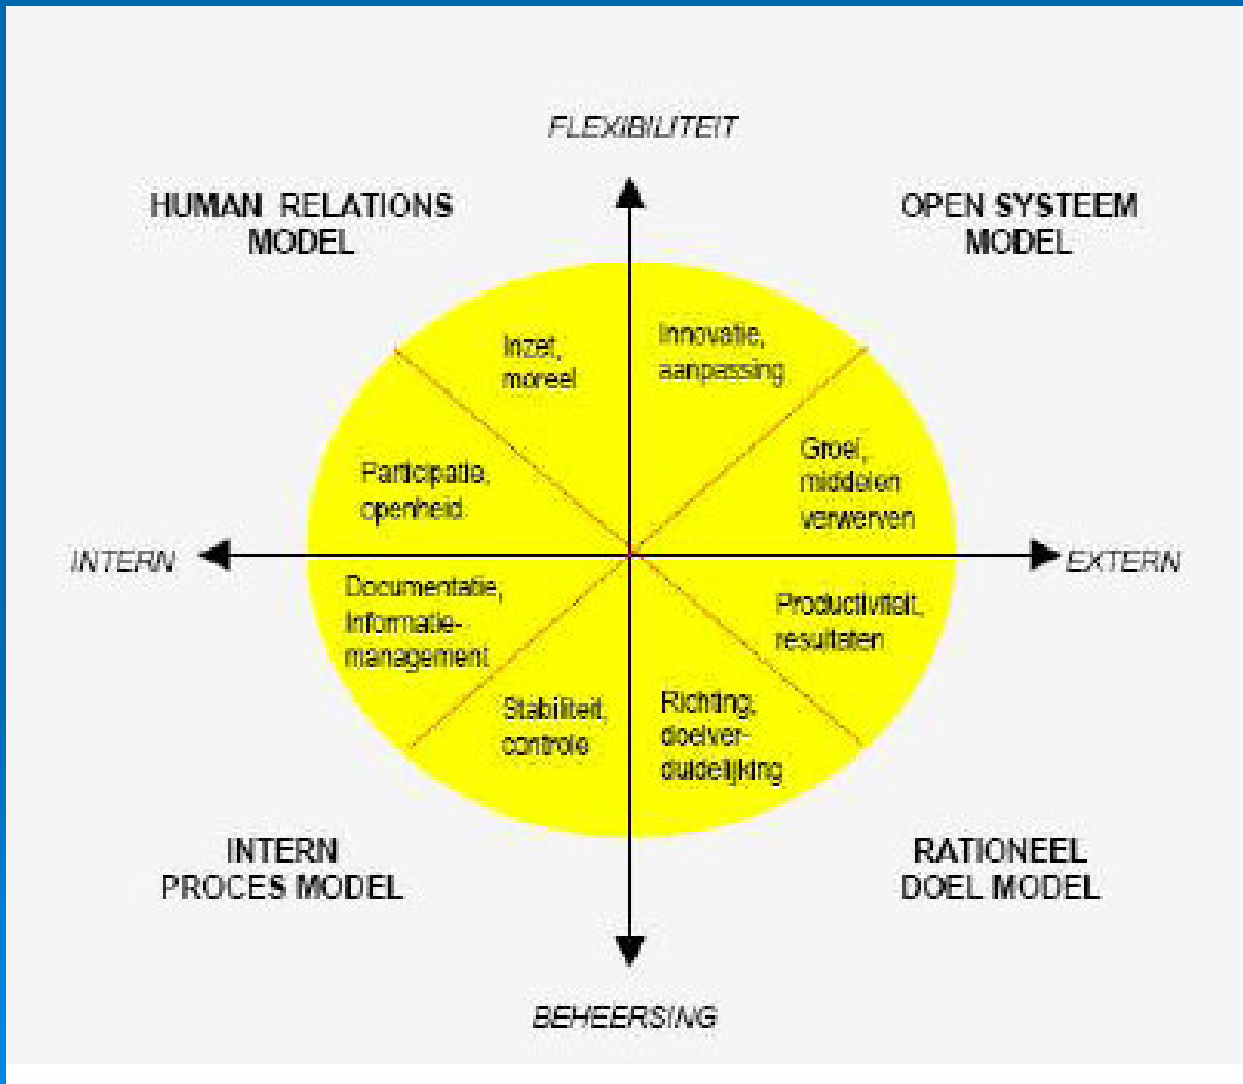 FLEXIBILITEIT
HUMAN RELATIONS
MODEL
OPEN SYSTEEM
MODEL
Inzet,
moreel
Innovatie,
aanpassing
Participatie,
openheid
Groei,
middelen
verwerven
INTERN
EXTERN
Documentatie,
Informatie-
management
Productiviteit,
resultaten
Stabiliteit,
controle
Richting,
doelver-
duidelijking
INTERN
PROCES MODEL
RATIONEEL
DOEL MODEL
BEHEERSING